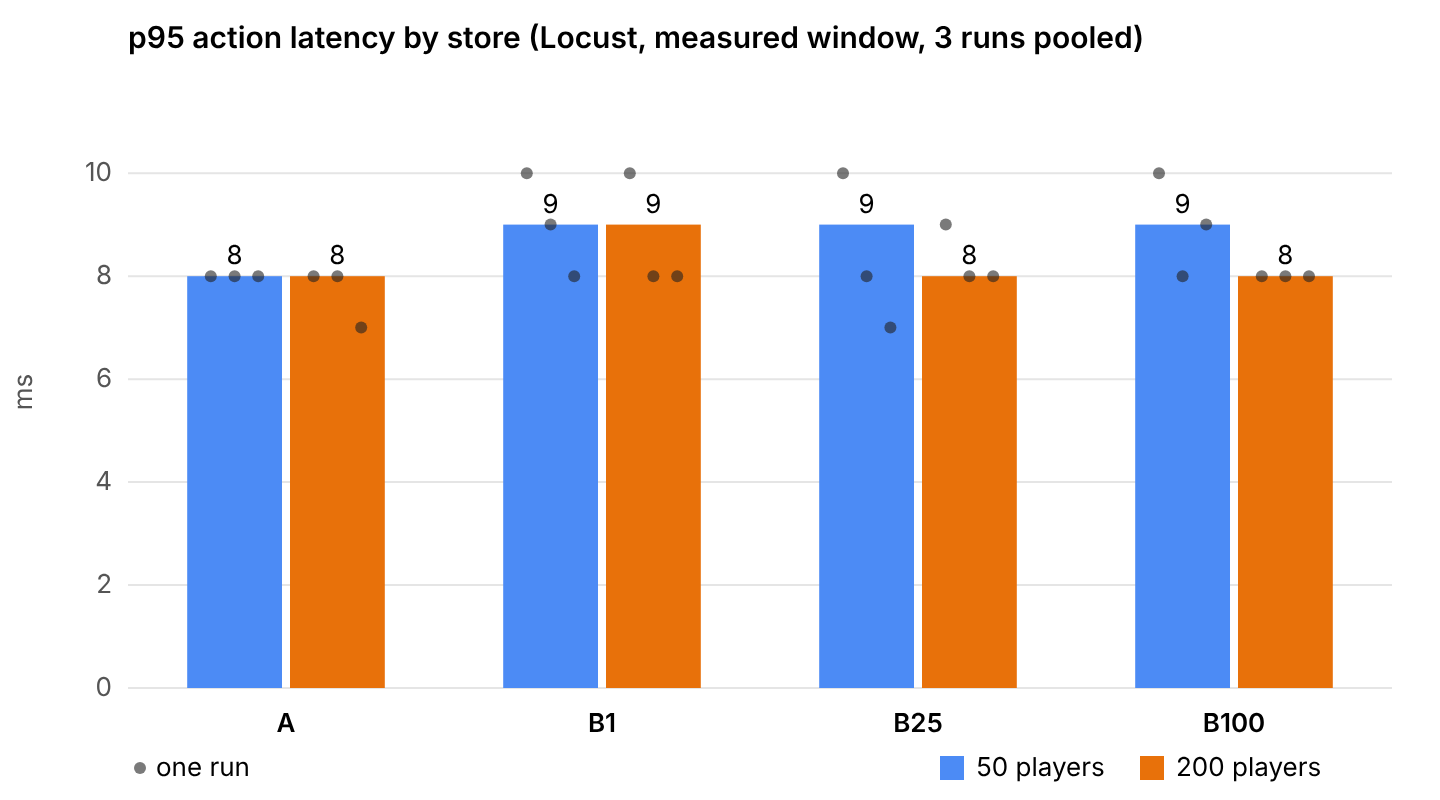 p95 action latency by store (Locust, measured window, 3 runs pooled)
10
8
6
4
2
0
ms
8 8
9 9
9 8
9 8
A B1 B25 B100
one run 50 players 200 players